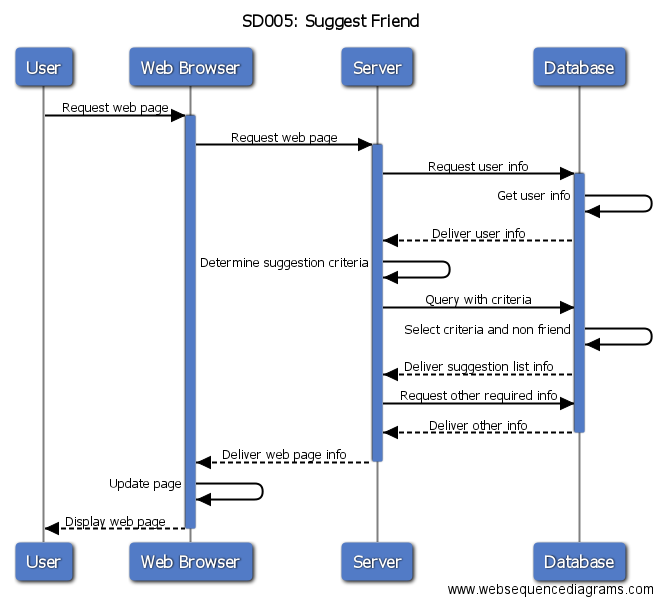 SD005: Suggest Friend
User
Web Browser
Server
Database
Request web page
Request web page
Request user info
Get user info
Deliver user info
Determine suggestion criteria
Query with criteria
Select criteria and non friend
Deliver suggestion list info
Request other required info
Deliver other info
Deliver web page info
Update page
Display web page
User
Web Browser
Server
Database
www.websequencediagrams.com